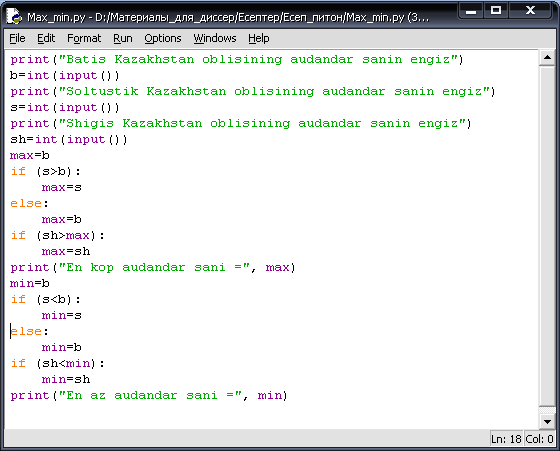 Max_min.py - D:/Материалы_для_диссер/Есептер/Есеп_питон/Max_min.py (3...
File Edit Format Run Options Windows Help
print("Batis Kazakhstan oblisining audandar sanin engiz")
b=int(input())
print("Soltustik Kazakhstan oblisining audandar sanin engiz")
s=int(input())
print("Shigis Kazakhstan oblisining audandar sanin engiz")
sh=int(input())
max=b
if (s>b):
    max=s
else:
    max=b
if (sh>max):
    max=sh
print("En kop audandar sani =", max)
min=b
if (s<b):
    min=s
else:
    min=b
if (sh<min):
    min=sh
print("En az audandar sani =", min)
Ln: 18 Col: 0